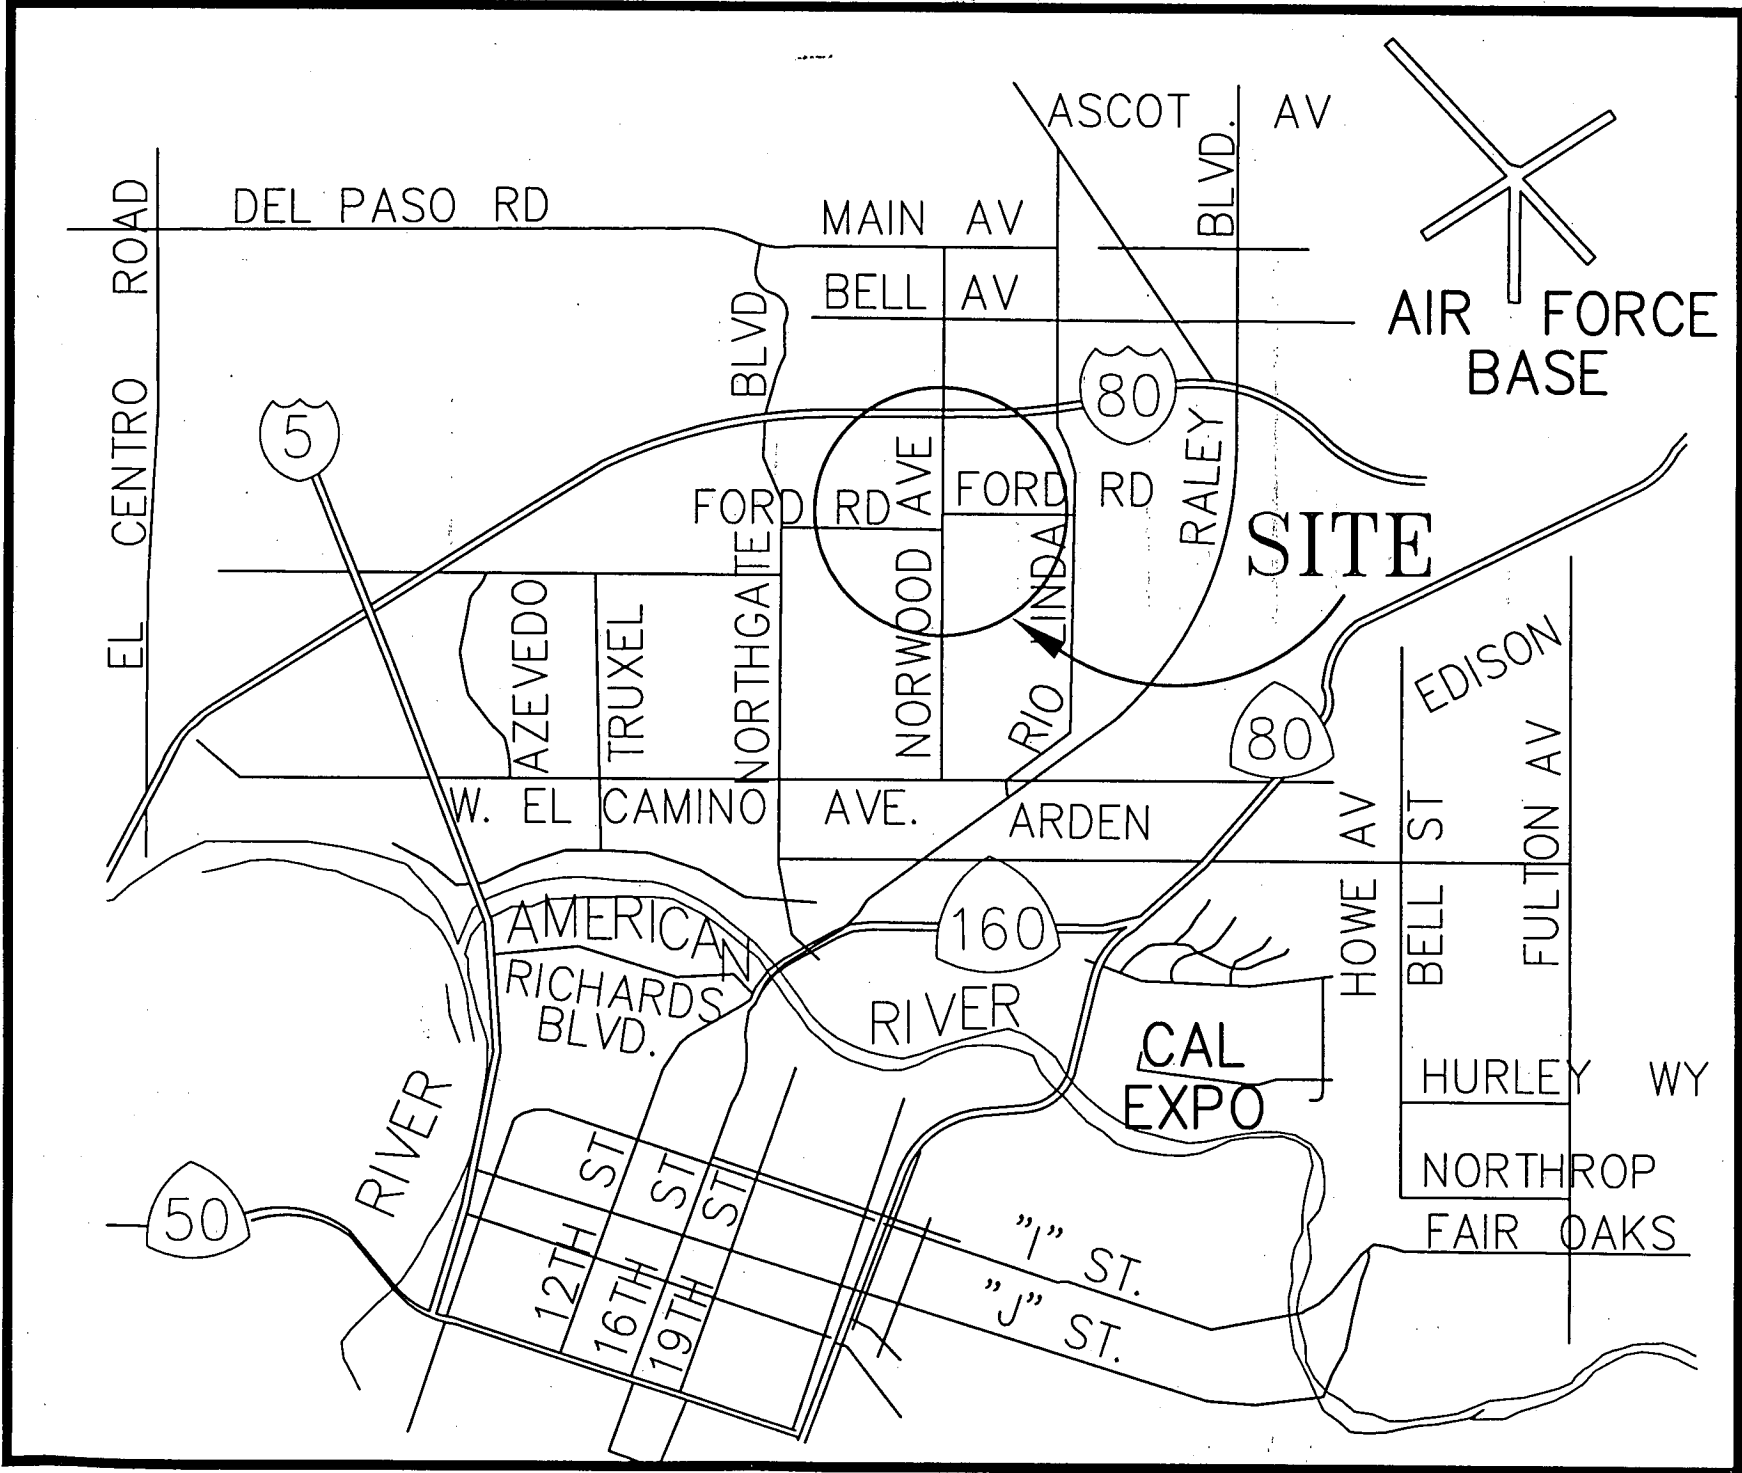 ASCOT AV
BLVD.
DEL PASO RD
MAIN AV
EL CENTRO ROAD
BELL AV
BLVD
AIR FORCE
BASE
80
5
RALEY
FORD RD
FORD RD
NORWOOD AVE
SITE
RIO LINDA
AZEVEDO
TRUXEL
NORTHGATE
EDISON
80
W. EL CAMINO AVE.
ARDEN
HOWE AV
BELL ST
FULTON AV
160
AMERICAN
RIVER
RICHARDS
BLVD.
CAL
EXPO
HURLEY WY
RIVER
NORTHROP
50
FAIR OAKS
12TH ST
16TH ST
19TH ST
"I" ST.
"J" ST.